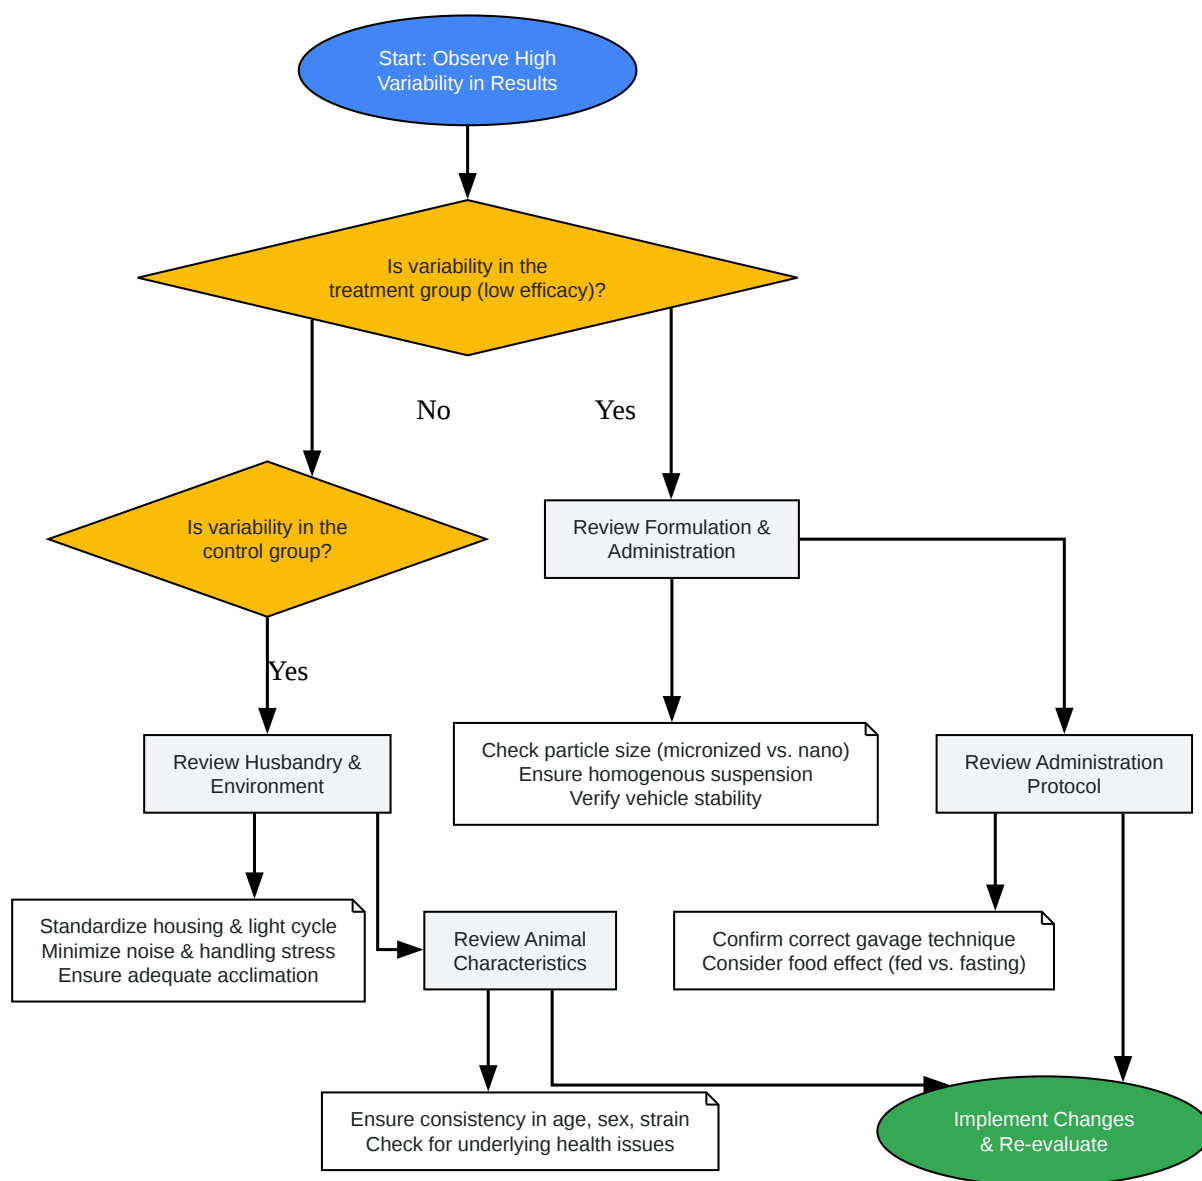 Start: Observe High
Variability in Results
Is variability in the
treatment group (low efficacy)?
No
Yes
Is variability in the
control group?
Review Formulation &
Administration
Yes
Review Husbandry &
Environment
Check particle size (micronized vs. nano)
Ensure homogenous suspension
Verify vehicle stability
Review Administration
Protocol
Standardize housing & light cycle
Minimize noise & handling stress
Ensure adequate acclimation
Review Animal
Characteristics
Confirm correct gavage technique
Consider food effect (fed vs. fasting)
Ensure consistency in age, sex, strain
Check for underlying health issues
Implement Changes
& Re-evaluate